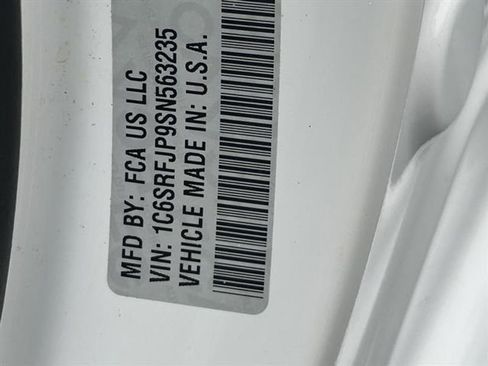 MFD BY: FCA US LLC
VIN: 1C6SRFJP9SN563235
VEHICLE MADE IN: U.S.A.